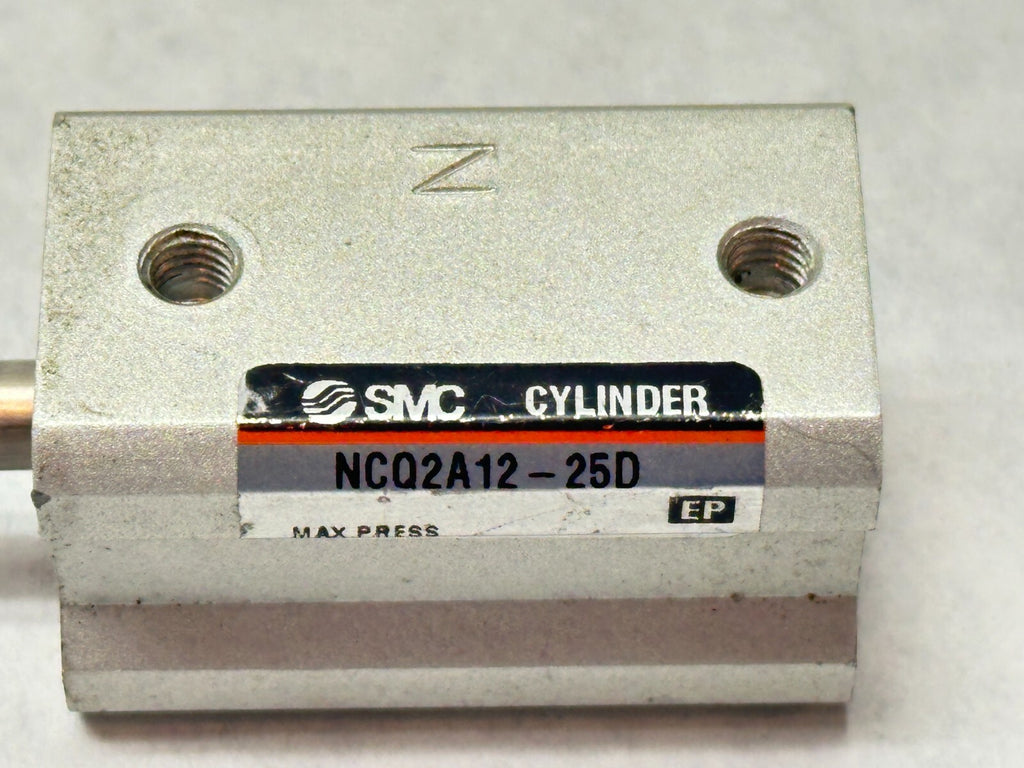 N
SMC CYLINDER
NCQ2A12-25D
EP
MAX PRESS